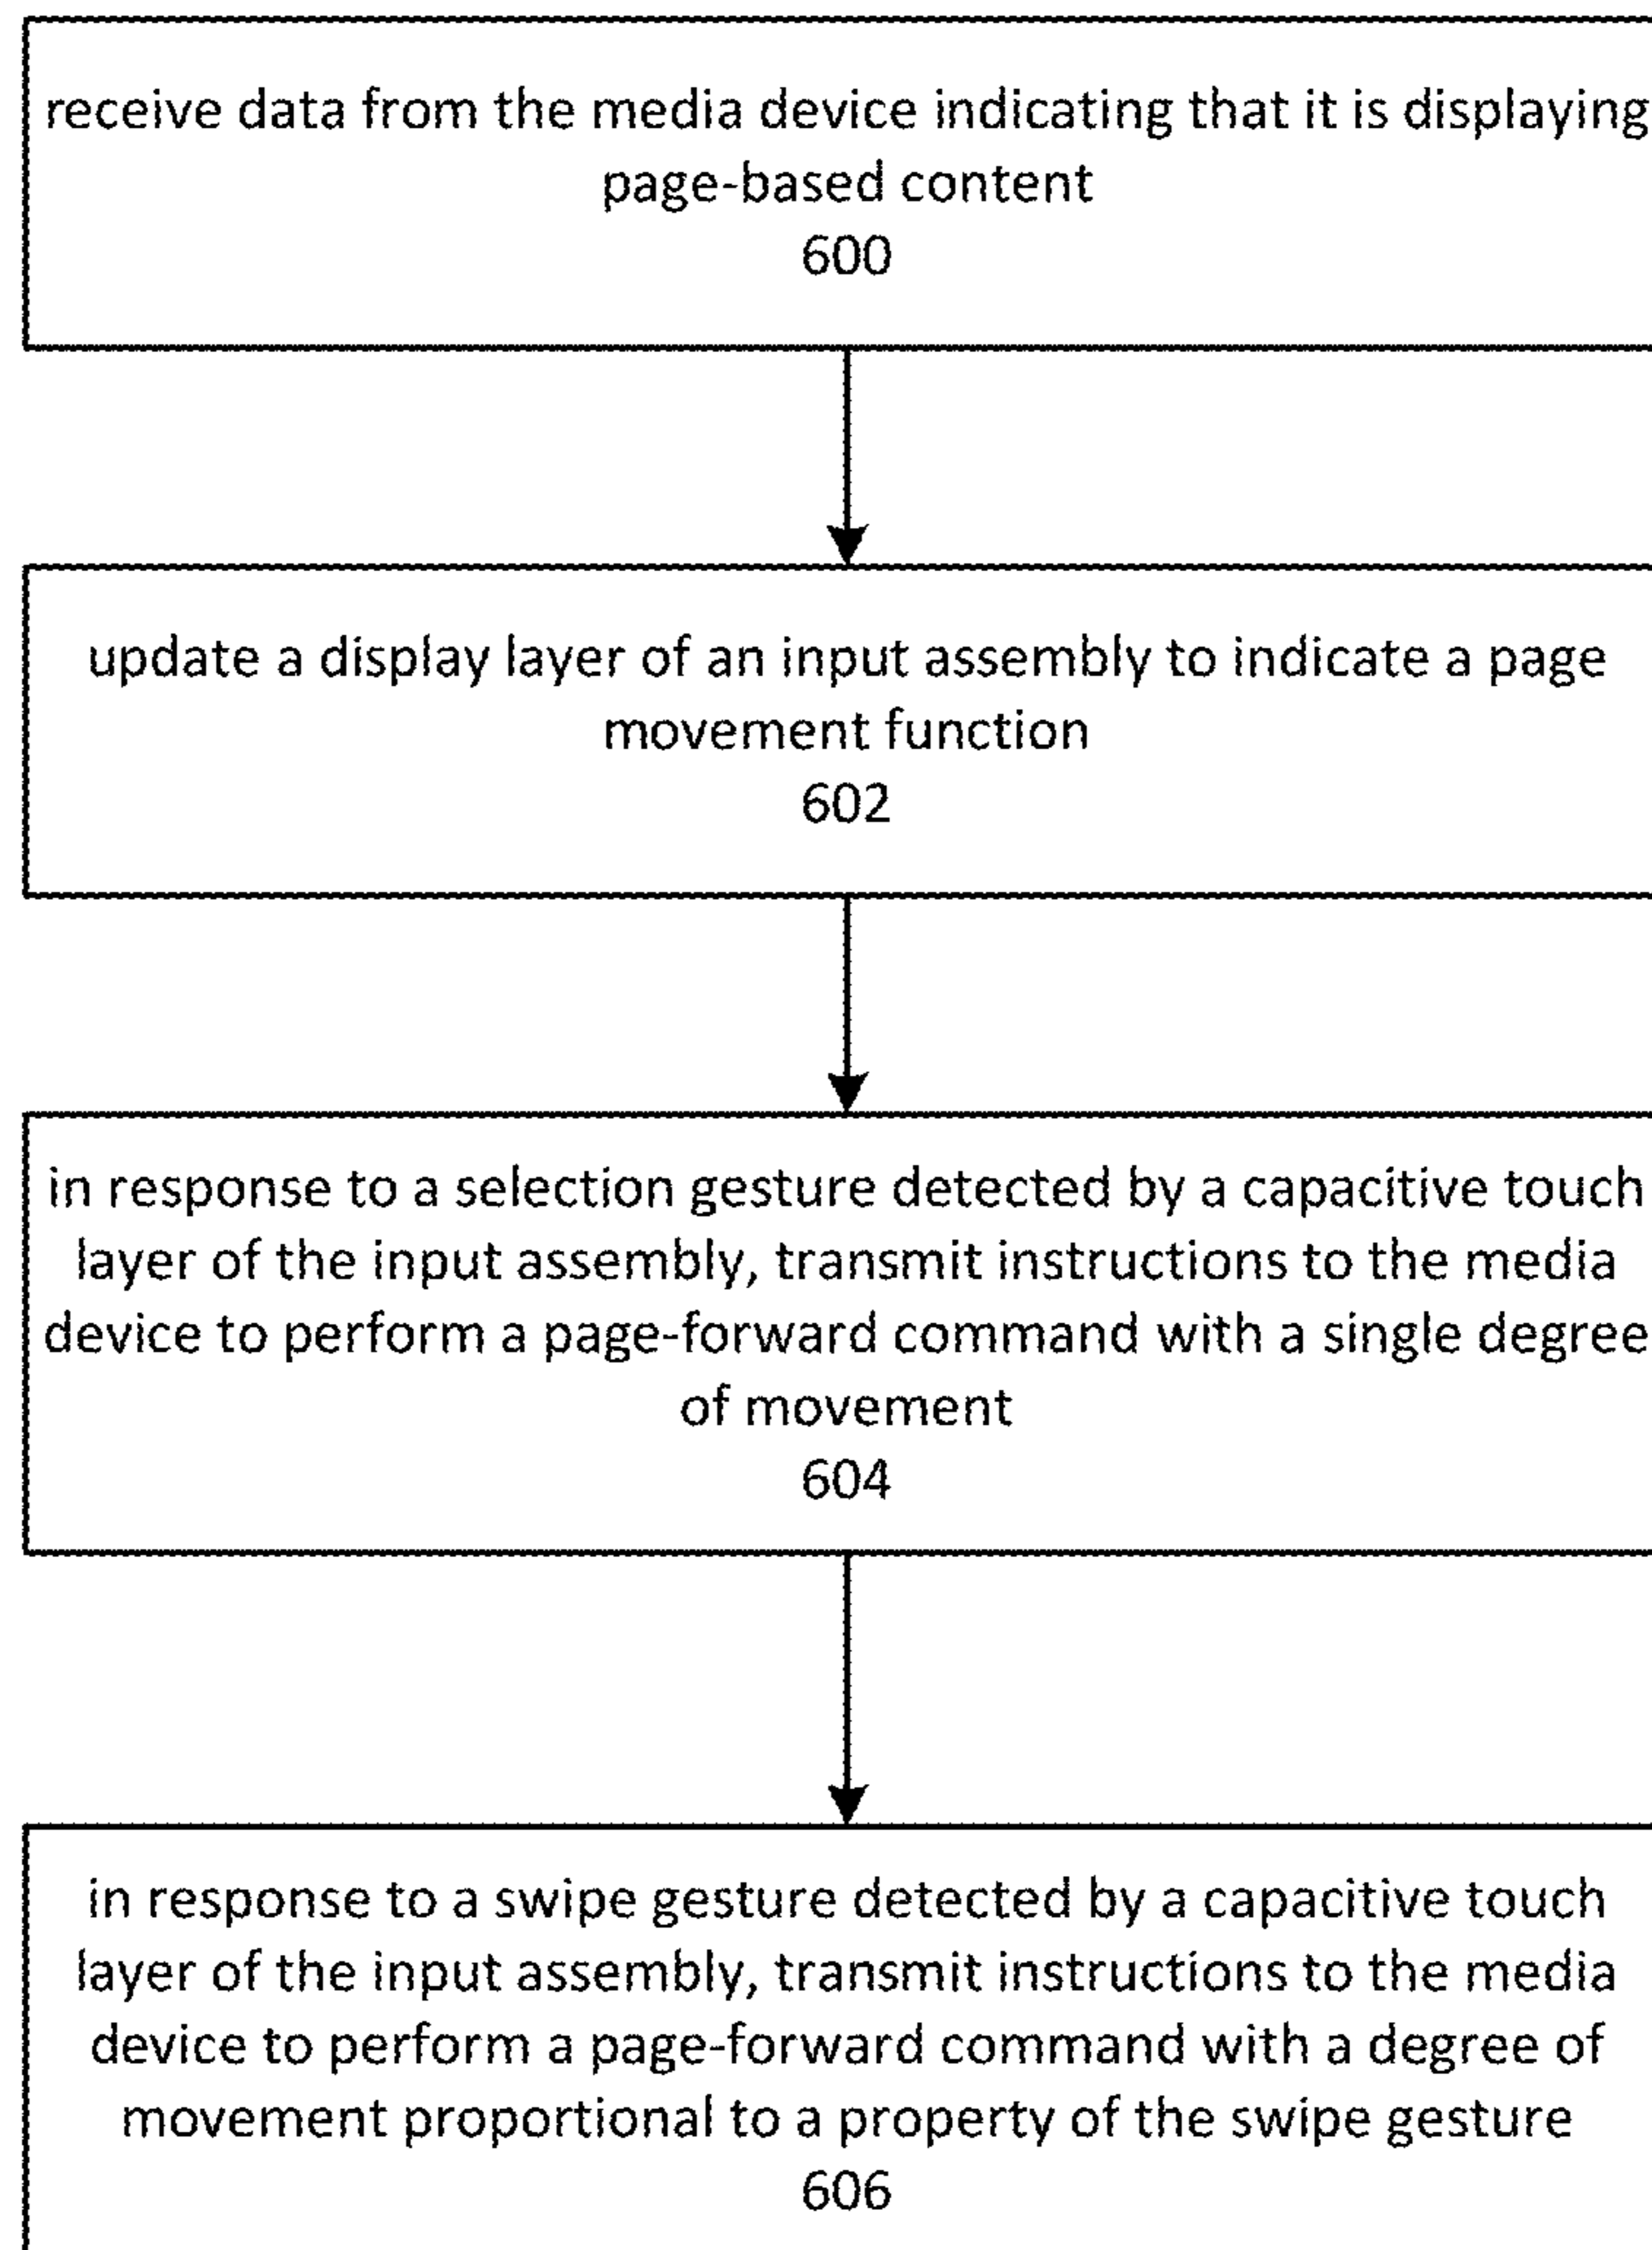 receive data from the media device indicating that it is displaying
page-based content
600
update a display layer of an input assembly to indicate a page
movement function
602
in response to a selection gesture detected by a capacitive touch
layer of the input assembly, transmit instructions to the media
device to perform a page-forward command with a single degree
of movement
604
in response to a swipe gesture detected by a capacitive touch
layer of the input assembly, transmit instructions to the media
device to perform a page-forward command with a degree of
movement proportional to a property of the swipe gesture
606